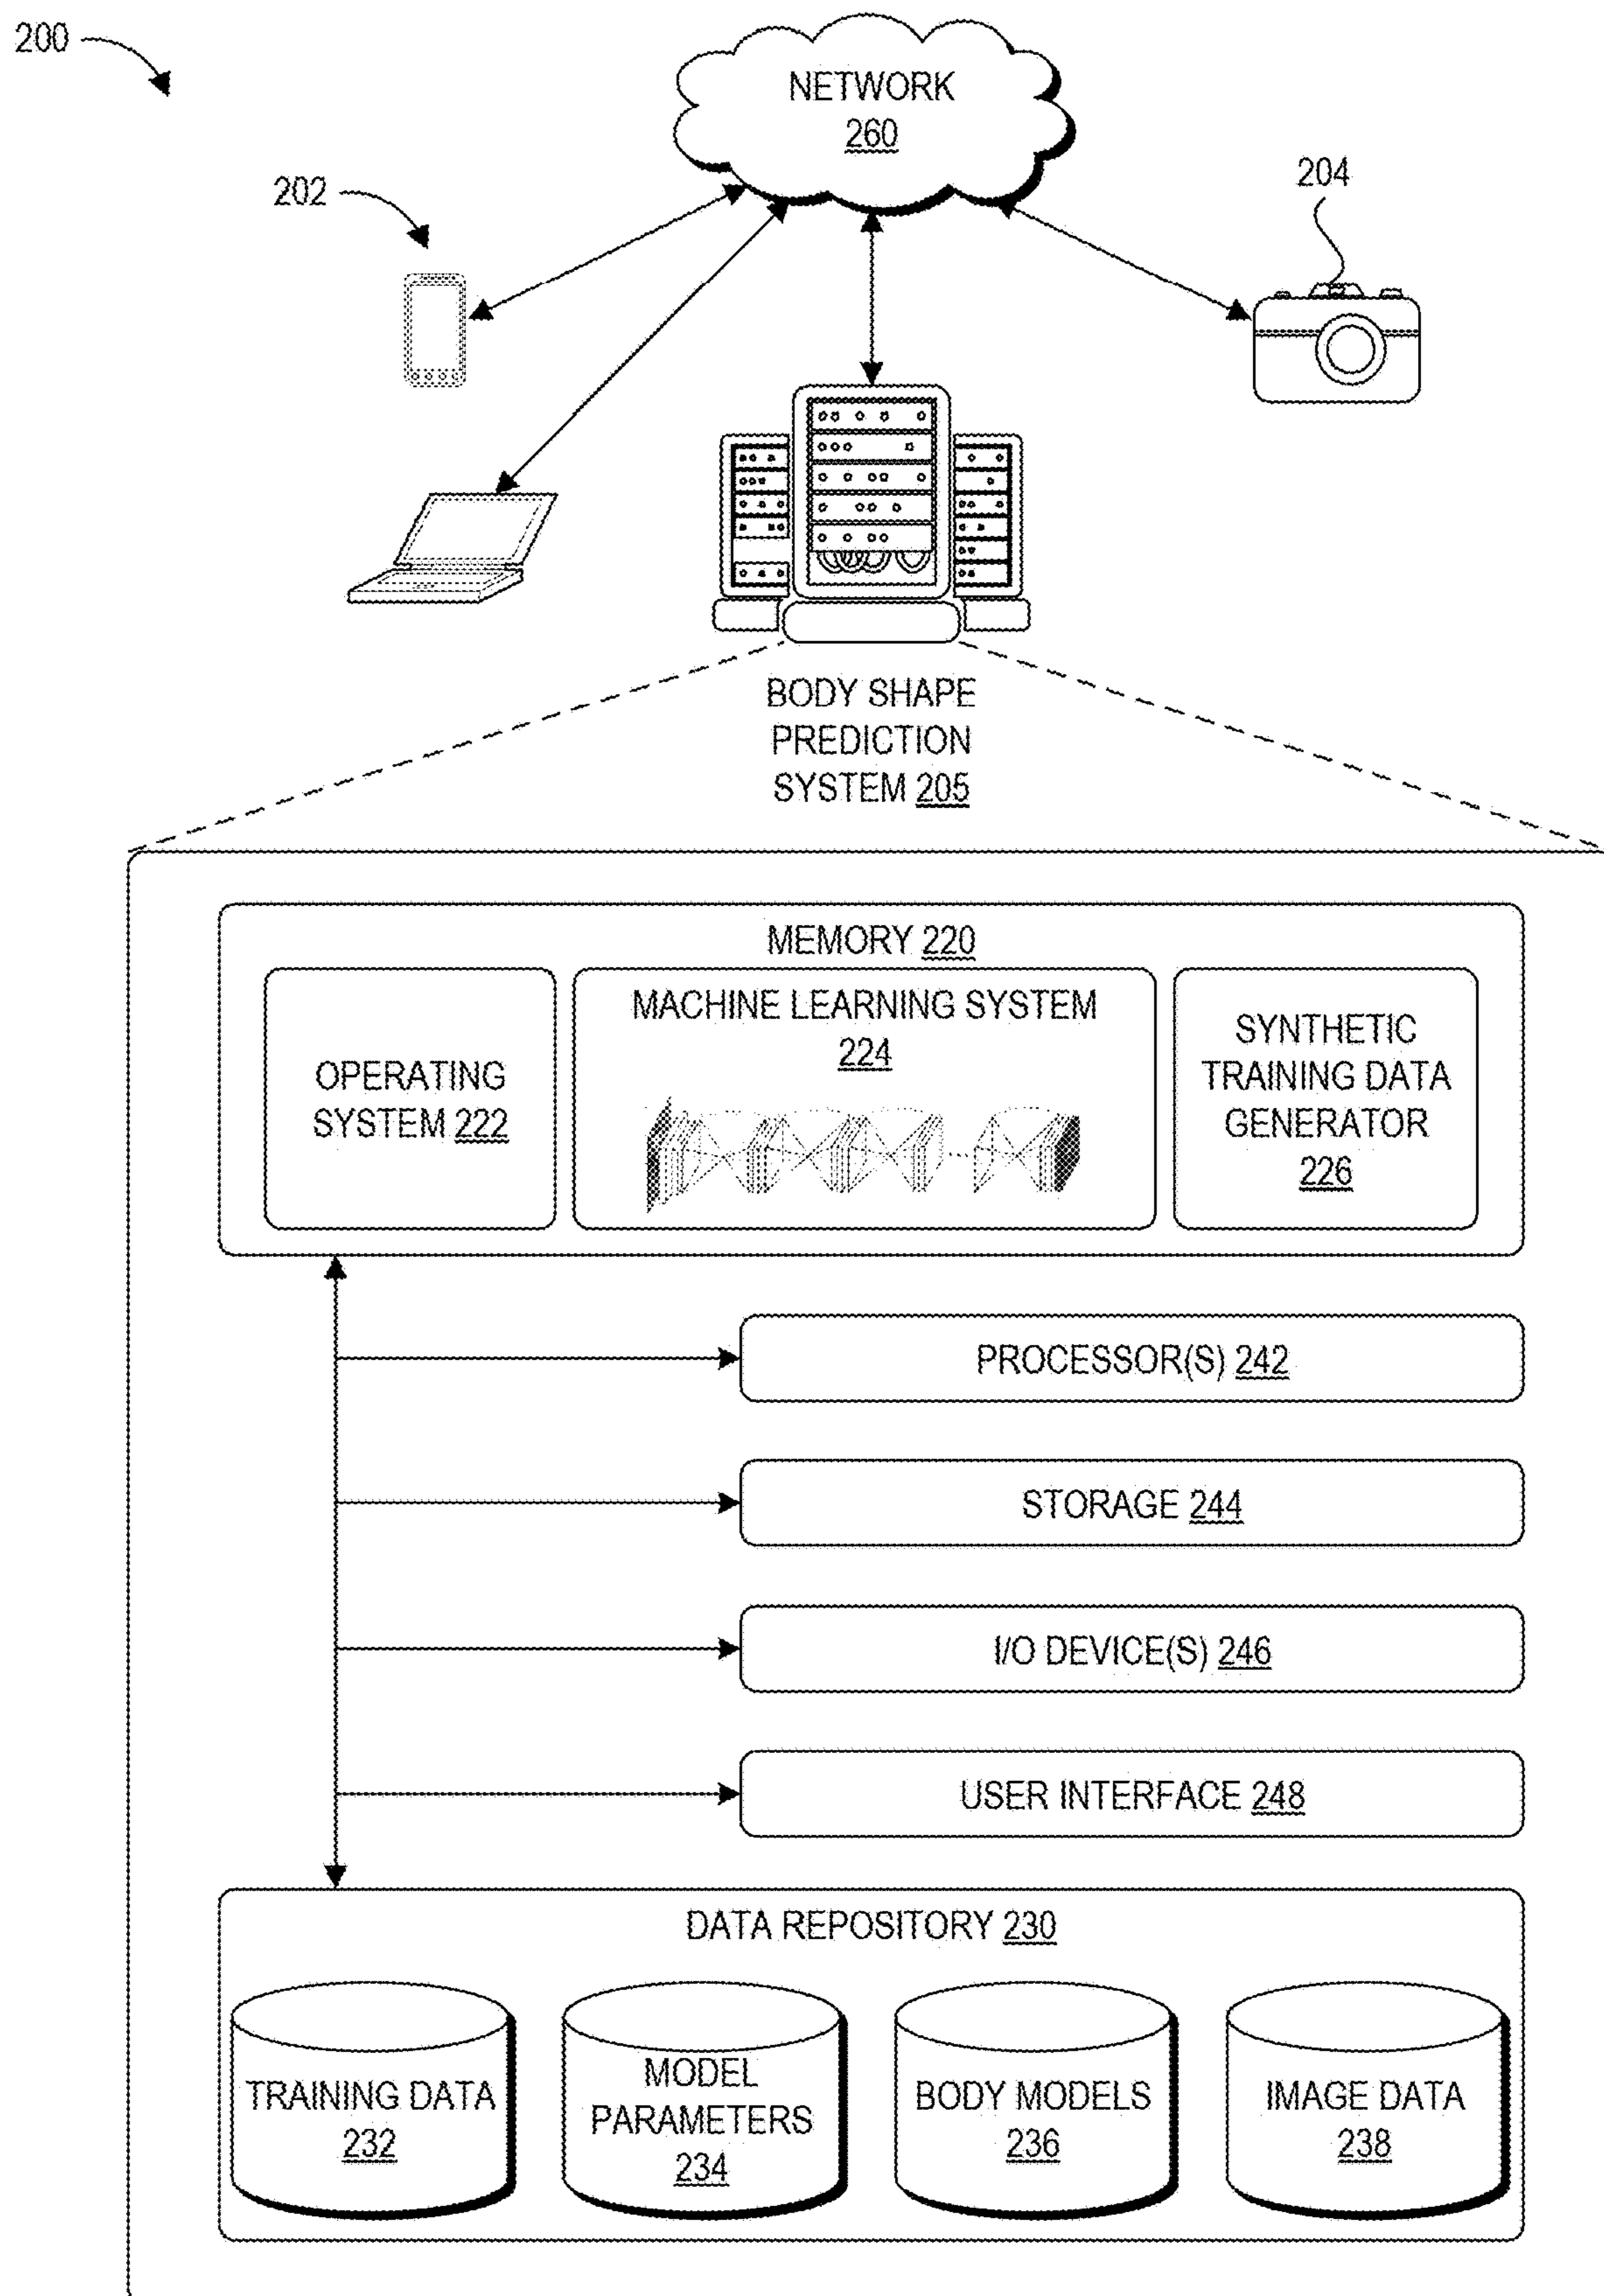 200
NETWORK
260
202
204
BODY SHAPE
PREDICTION
SYSTEM 205
MEMORY 220
OPERATING
SYSTEM 222
MACHINE LEARNING SYSTEM
224
SYNTHETIC
TRAINING DATA
GENERATOR
226
PROCESSOR(S) 242
STORAGE 244
I/O DEVICE(S) 246
USER INTERFACE 248
DATA REPOSITORY 230
TRAINING DATA
232
MODEL
PARAMETERS
234
BODY MODELS
236
IMAGE DATA
238